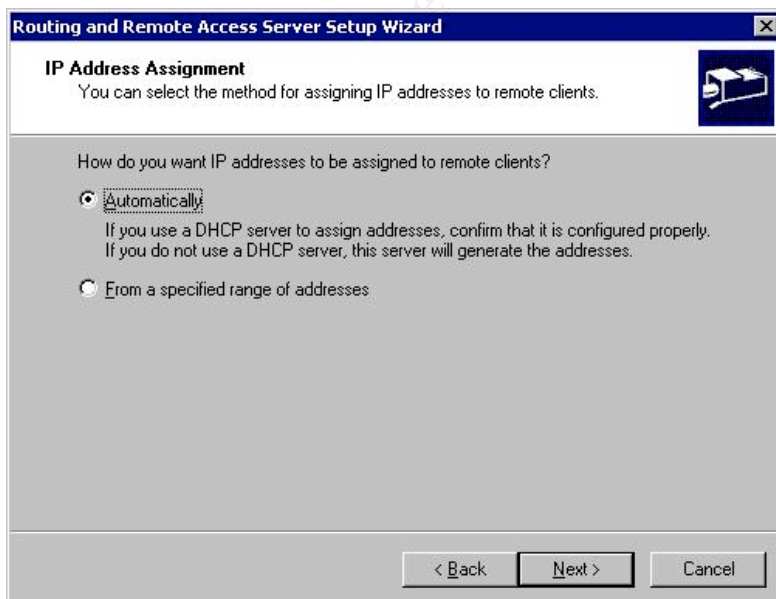 Routing and Remote Access Server Setup Wizard
IP Address Assignment
You can select the method for assigning IP addresses to remote clients.
How do you want IP addresses to be assigned to remote clients?
Automatically
If you use a DHCP server to assign addresses, confirm that it is configured properly.
If you do not use a DHCP server, this server will generate the addresses.
From a specified range of addresses
< Back
Next >
Cancel